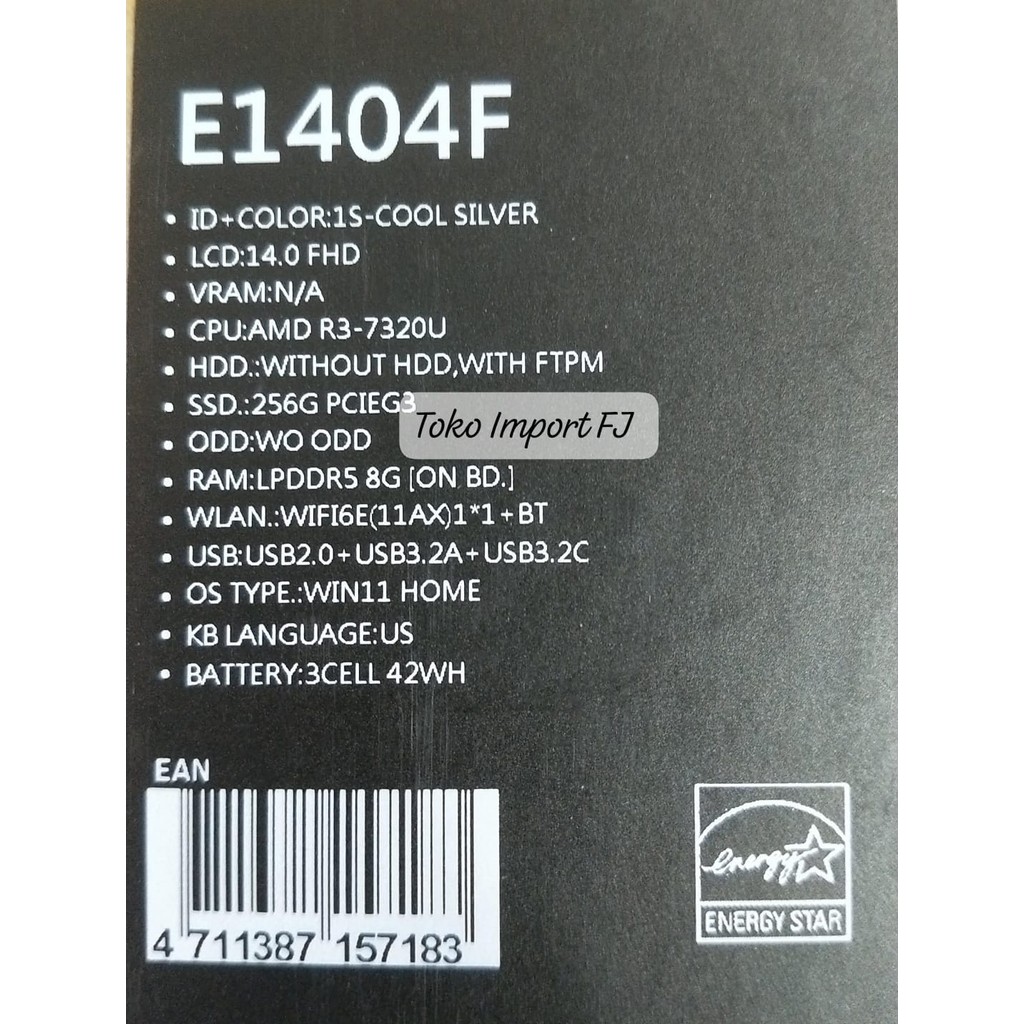 E1404F
• ID+COLOR:1S-COOL SILVER
• LCD:14.0 FHD
• VRAM:N/A
• CPU:AMD R3-7320U
• HDD.:WITHOUT HDD,WITH FTPM
• SSD.:256G PCIEG3
Toko Import FJ
• ODD:WO ODD
• RAM:LPDDR5 8G [ON BD.]
• WLAN.:WIFI6E(11AX)1*1+BT
• USB:USB2.0+USB3.2A+USB3.2C
• OS TYPE.:WIN11 HOME
• KB LANGUAGE:US
• BATTERY:3CELL 42WH
EAN
4 711387 157183
energy
ENERGY STAR